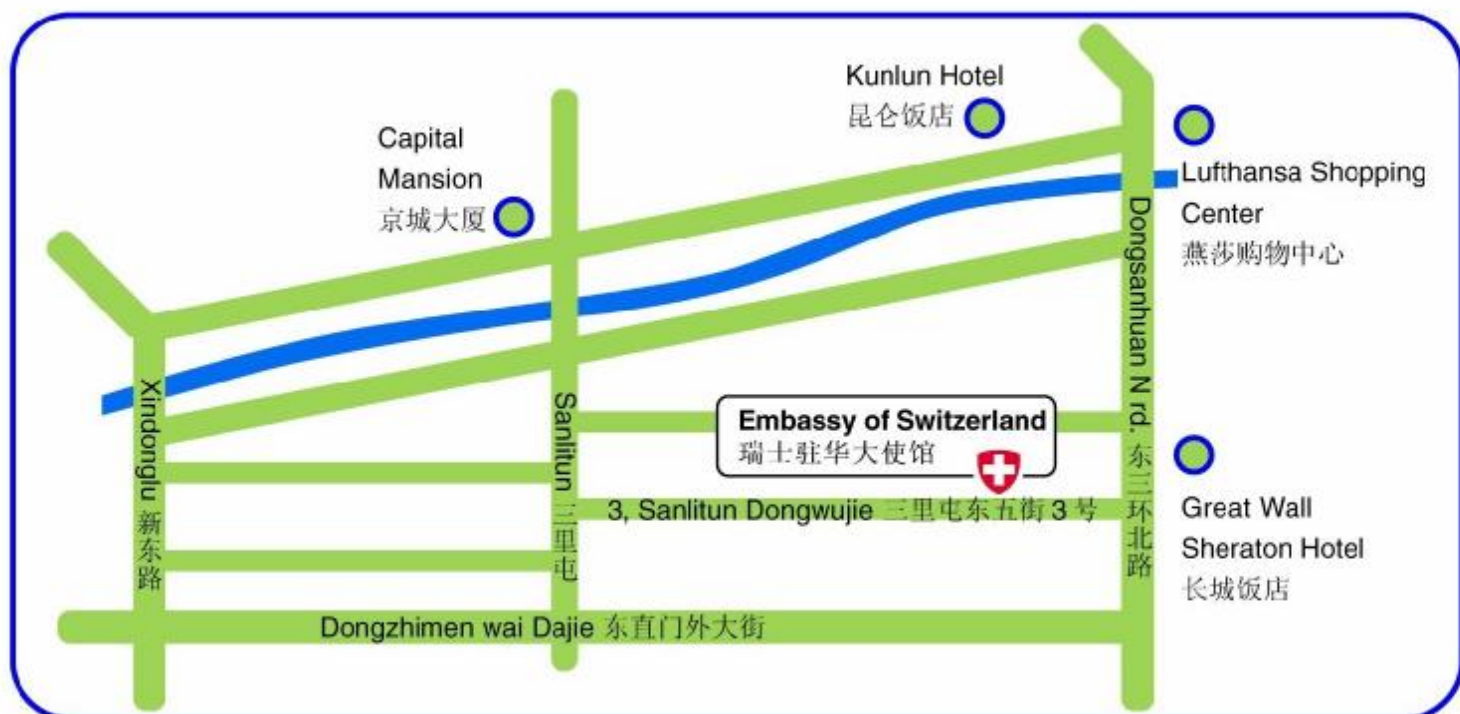 Kunlun Hotel
昆仑饭店
Capital
Mansion
京城大厦
Lufthansa Shopping
Center
燕莎购物中心
Xindonglu 新东路
Sanlitun 三里屯
Dongsanhuan N rd. 东三环北路
Embassy of Switzerland
瑞士驻华大使馆
3, Sanlitun Dongwujie 三里屯东五街 3 号
Great Wall
Sheraton Hotel
长城饭店
Dongzhimen wai Dajie 东直门外大街